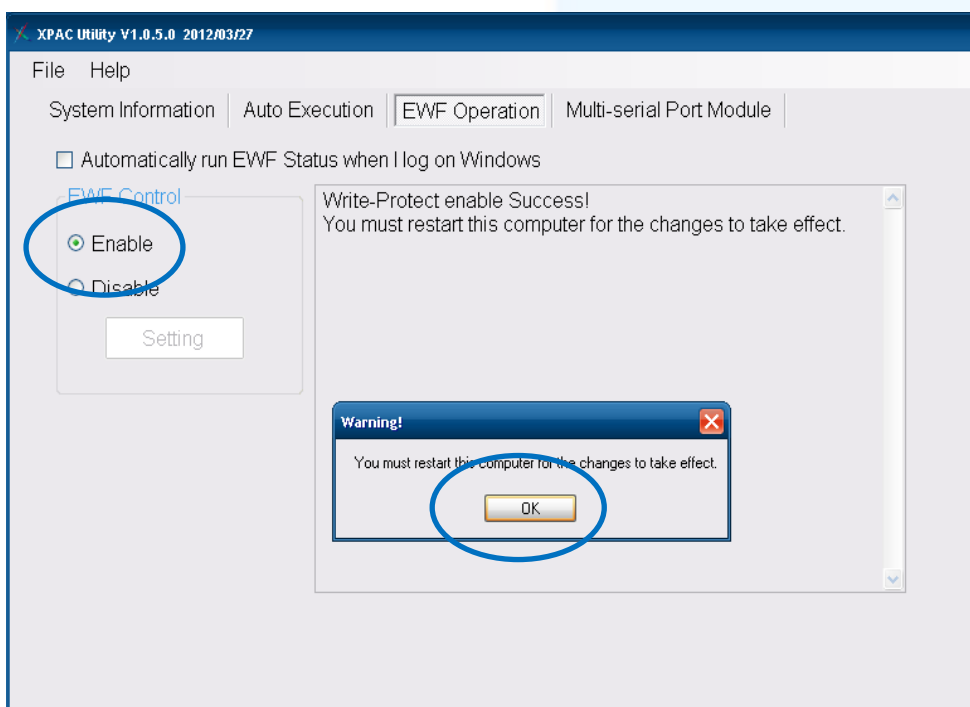 XPAC Utility V1.0.5.0 2012/03/27
File Help
System Information Auto Execution EWF Operation Multi-serial Port Module
Automatically run EWF Status when I log on Windows
EWF Control
Enable
Disable
Setting
Write-Protect enable Success!
You must restart this computer for the changes to take effect.
Warning!
You must restart this computer for the changes to take effect.
OK